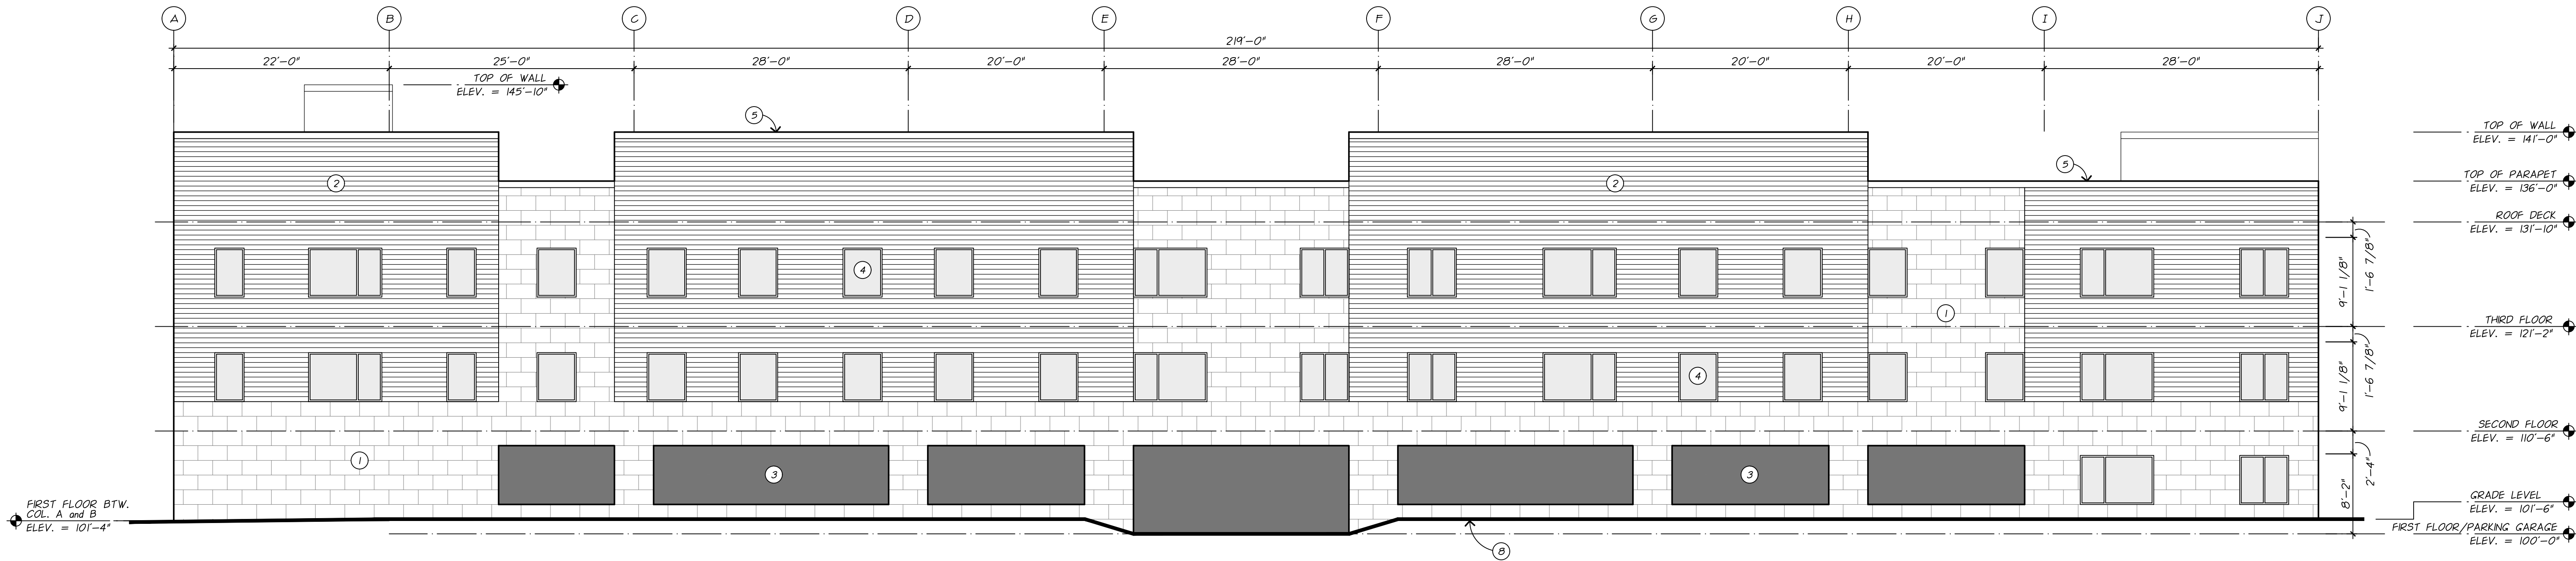 A B C D E F G H I J
219'-0"
22'-0" 25'-0" 28'-0" 20'-0" 28'-0" 28'-0" 20'-0" 20'-0" 28'-0"
TOP OF WALL
ELEV. = 145'-10"
5
TOP OF WALL
ELEV. = 141'-0"
5
TOP OF PARAPET
ELEV. = 136'-0"
2 2
ROOF DECK
ELEV. = 131'-10"
1'-6 7/8"
9'-1 1/8"
4
1
THIRD FLOOR
ELEV. = 121'-2"
1'-6 7/8"
9'-1 1/8"
4
SECOND FLOOR
ELEV. = 110'-6"
1
3 3
2'-4"
8'-2"
GRADE LEVEL
ELEV. = 101'-6"
FIRST FLOOR BTW.
COL. A and B
ELEV. = 101'-4"
FIRST FLOOR/PARKING GARAGE
ELEV. = 100'-0"
8